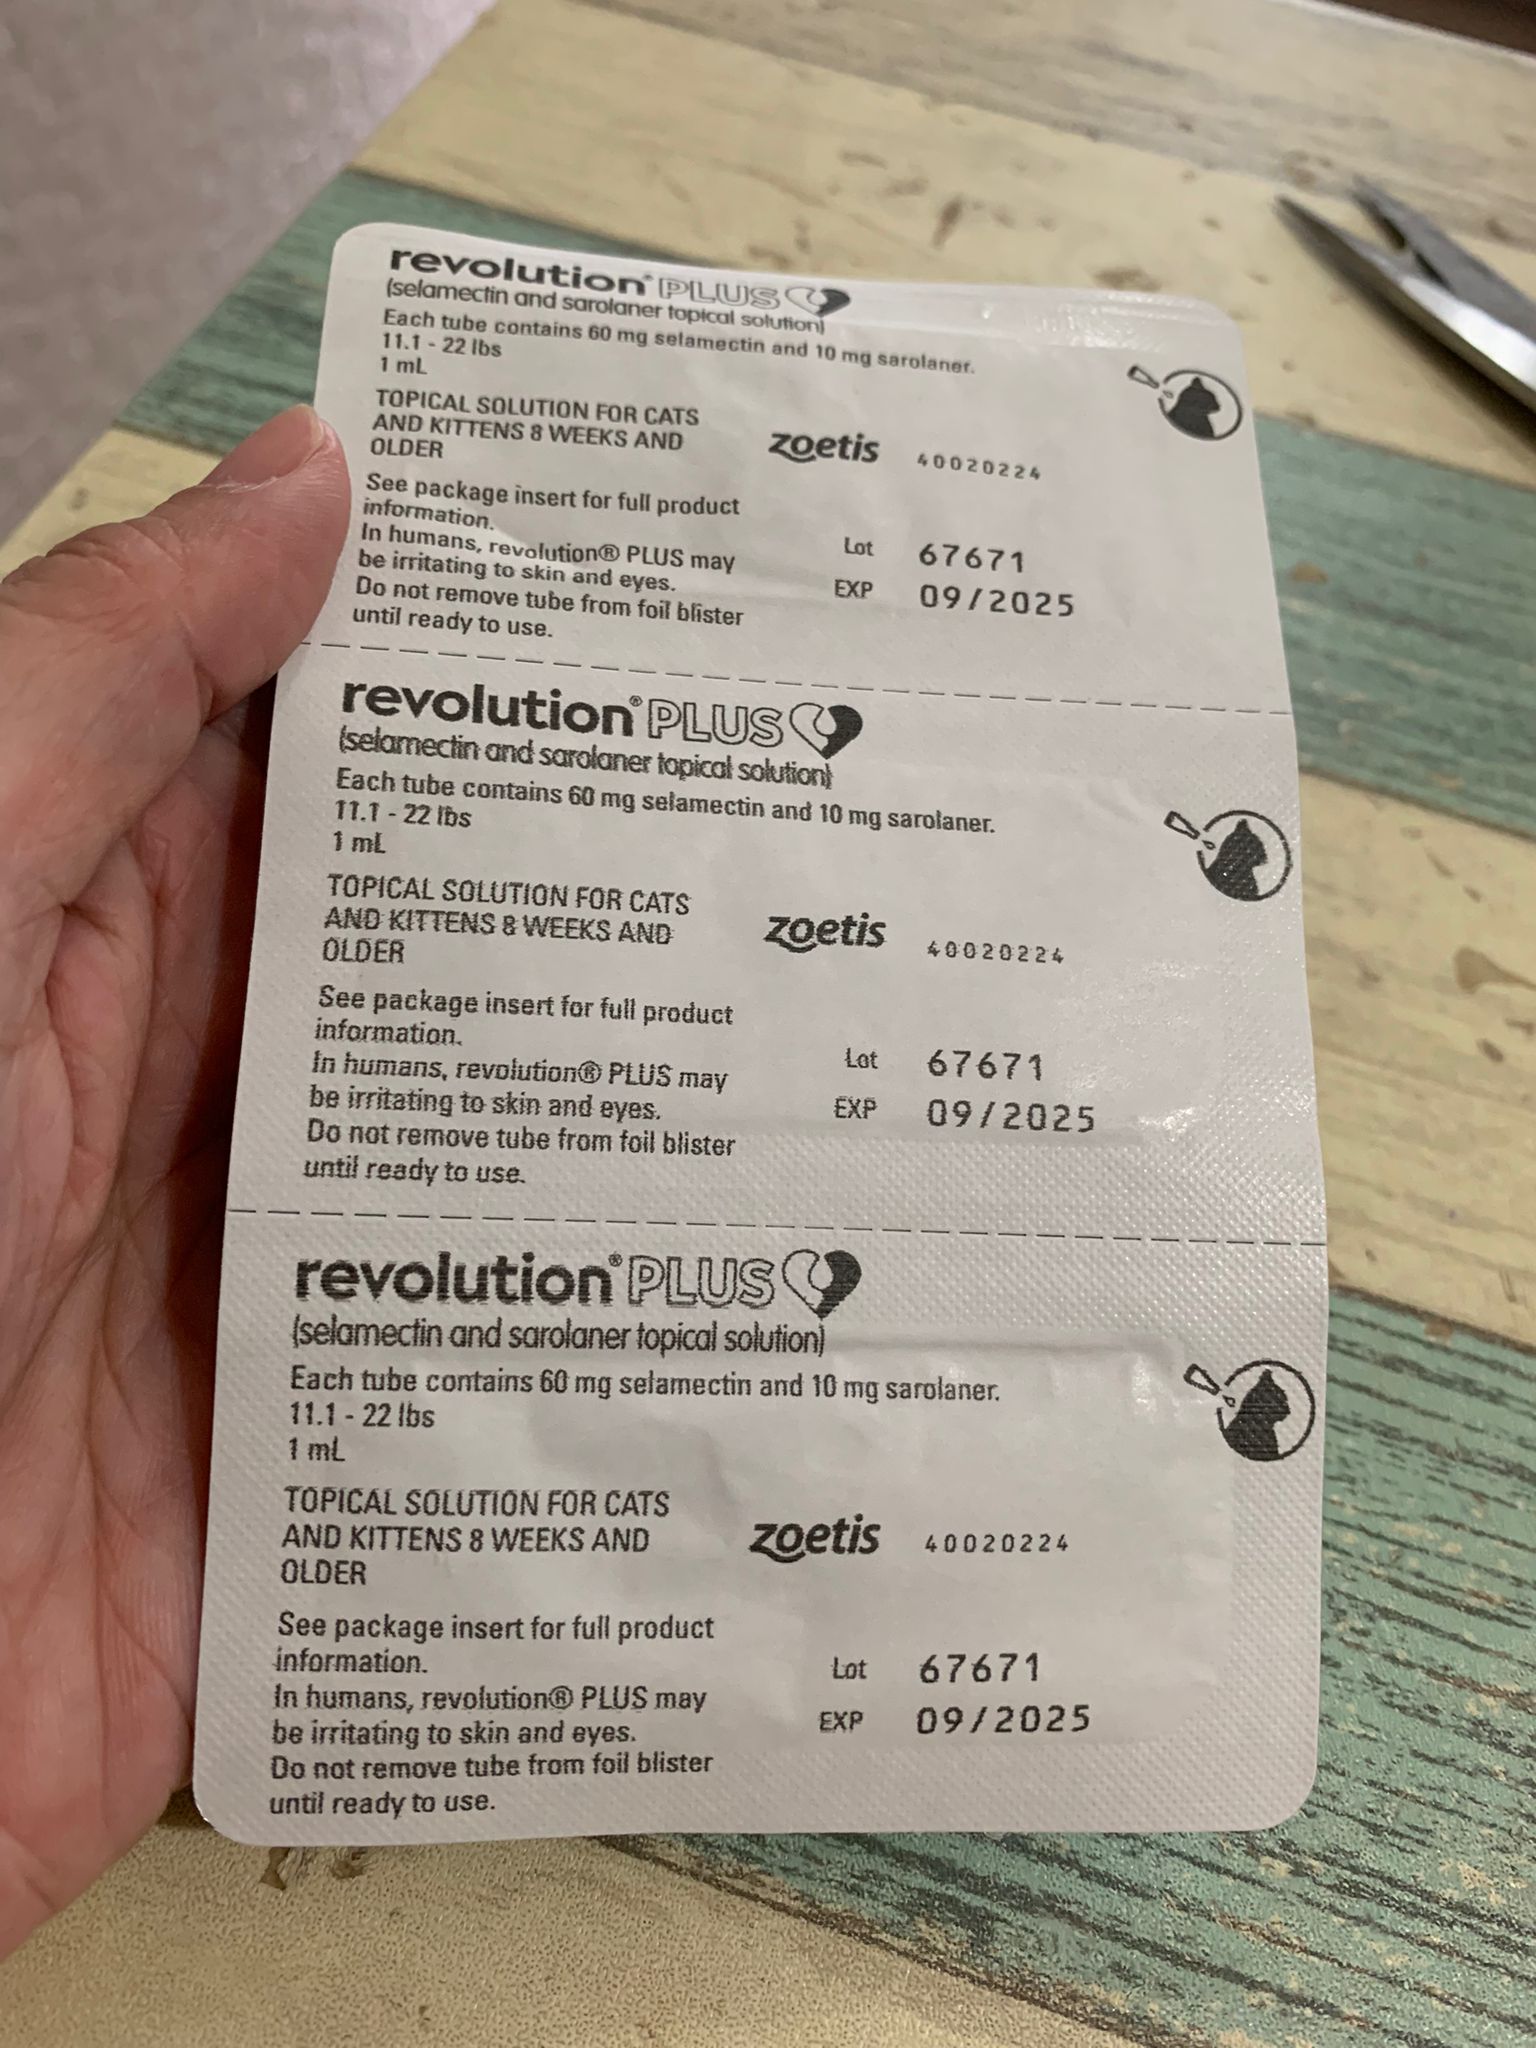 revolution® PLUS
(selamectin and sarolaner topical solution)
Each tube contains 60 mg selamectin and 10 mg sarolaner.
11.1 - 22 lbs
1 mL
TOPICAL SOLUTION FOR CATS
AND KITTENS 8 WEEKS AND
OLDER
zoetis 40020224
See package insert for full product
information.
In humans, revolution® PLUS may
be irritating to skin and eyes.
Do not remove tube from foil blister
until ready to use.
Lot 67671
EXP 09/2025
revolution® PLUS
(selamectin and sarolaner topical solution)
Each tube contains 60 mg selamectin and 10 mg sarolaner.
11.1 - 22 lbs
1 mL
TOPICAL SOLUTION FOR CATS
AND KITTENS 8 WEEKS AND
OLDER
zoetis 40020224
See package insert for full product
information.
In humans, revolution® PLUS may
be irritating to skin and eyes.
Do not remove tube from foil blister
until ready to use.
Lot 67671
EXP 09/2025
revolution® PLUS
(selamectin and sarolaner topical solution)
Each tube contains 60 mg selamectin and 10 mg sarolaner.
11.1 - 22 lbs
1 mL
TOPICAL SOLUTION FOR CATS
AND KITTENS 8 WEEKS AND
OLDER
zoetis 40020224
See package insert for full product
information.
In humans, revolution® PLUS may
be irritating to skin and eyes.
Do not remove tube from foil blister
until ready to use.
Lot 67671
EXP 09/2025